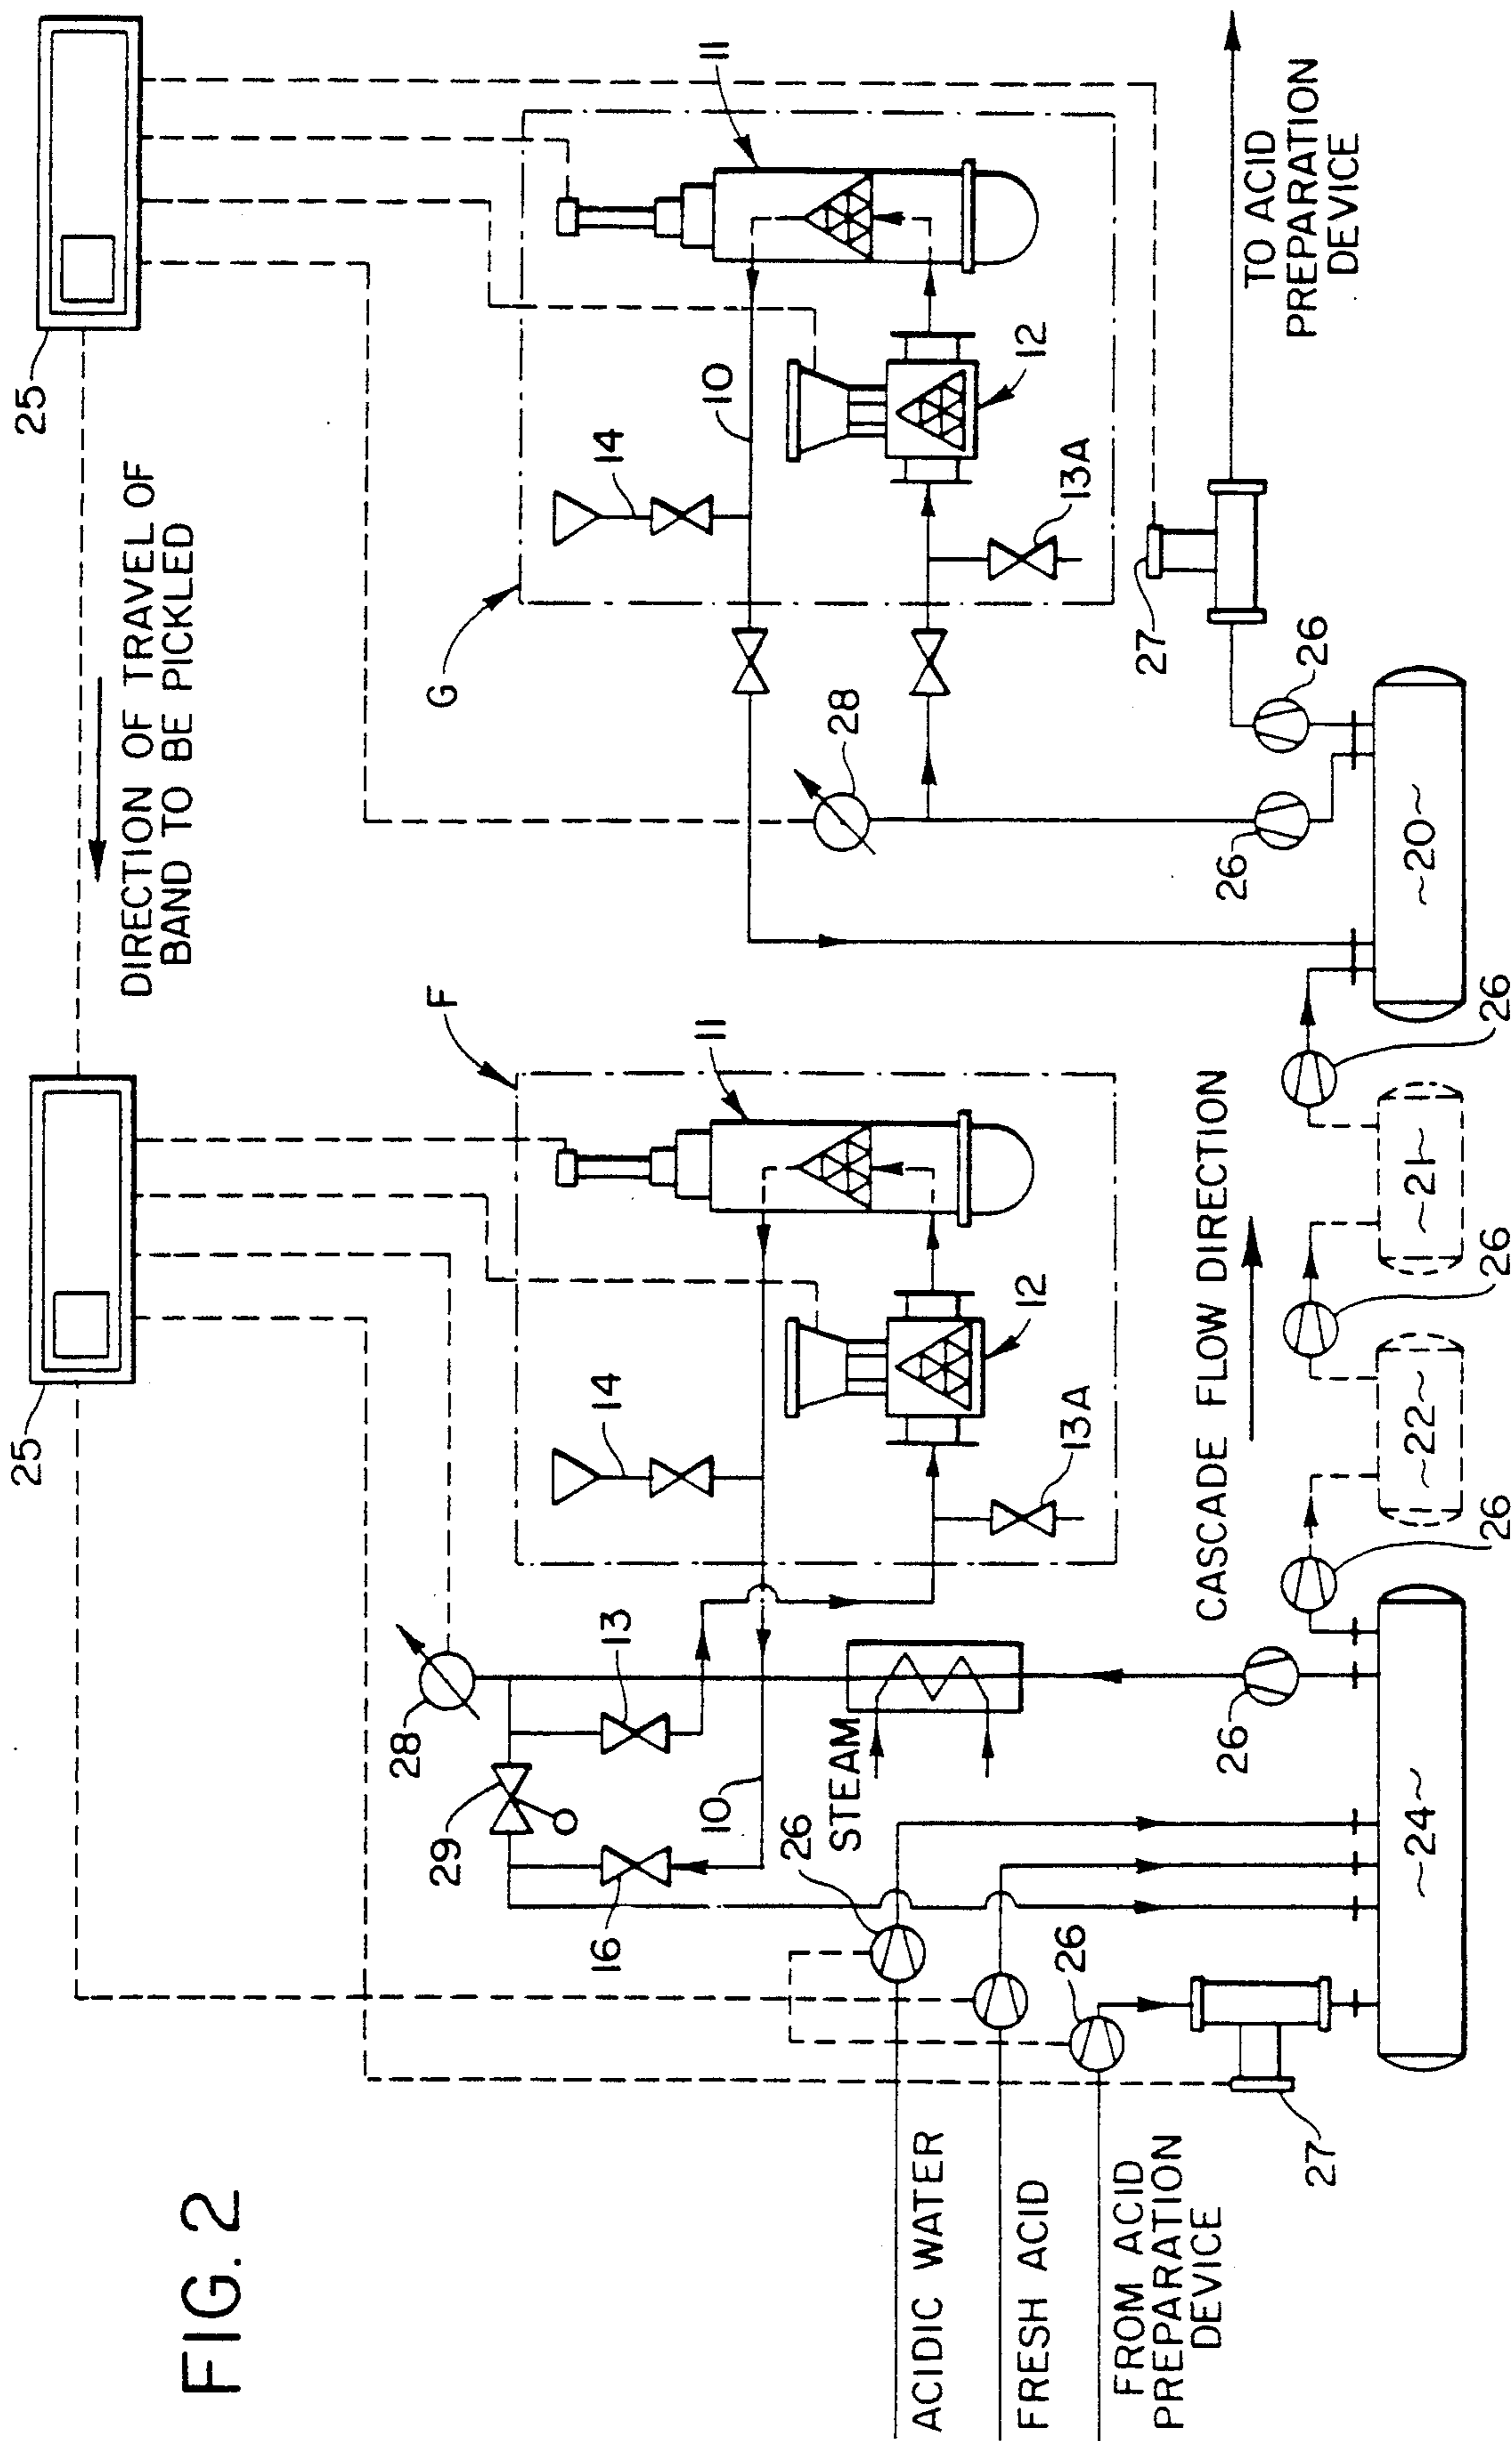 FIG. 2
25
25
DIRECTION OF TRAVEL OF
BAND TO BE PICKLED
F
G
28
29
13
16
10
14
11
12
13A
STEAM
26
26
26
28
14
10
11
12
13A
27
26
26
TO ACID
PREPARATION
DEVICE
ACIDIC WATER
FRESH ACID
FROM ACID
PREPARATION
DEVICE
27
CASCADE FLOW DIRECTION
26
26
26
~24~
~22~
~21~
~20~